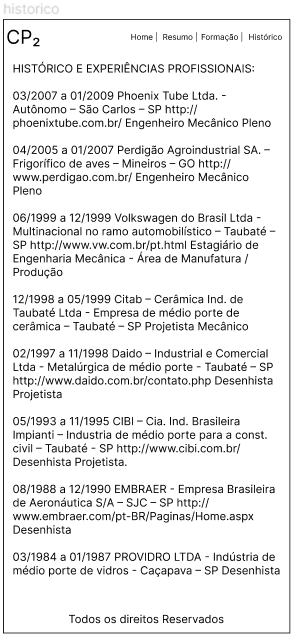 historico
CP₂
Home | Resumo | Formação | Histórico
HISTÓRICO E EXPERIÊNCIAS PROFISSIONAIS:
03/2007 a 01/2009 Phoenix Tube Ltda. -
Autônomo – São Carlos – SP http://
phoenixtube.com.br/ Engenheiro Mecânico Pleno
04/2005 a 01/2007 Perdigão Agroindustrial SA. –
Frigorífico de aves – Mineiros – GO http://
www.perdigao.com.br/ Engenheiro Mecânico
Pleno
06/1999 a 12/1999 Volkswagen do Brasil Ltda -
Multinacional no ramo automobilístico – Taubaté –
SP http://www.vw.com.br/pt.html Estagiário de
Engenharia Mecânica - Área de Manufatura /
Produção
12/1998 a 05/1999 Citab – Cerâmica Ind. de
Taubaté Ltda - Empresa de médio porte de
cerâmica – Taubaté – SP Projetista Mecânico
02/1997 a 11/1998 Daido – Industrial e Comercial
Ltda - Metalúrgica de médio porte - Taubaté – SP
http://www.daido.com.br/contato.php Desenhista
Projetista
05/1993 a 11/1995 CIBI – Cia. Ind. Brasileira
Impianti – Industria de médio porte para a const.
civil – Taubaté - SP http://www.cibi.com.br/
Desenhista Projetista.
08/1988 a 12/1990 EMBRAER - Empresa Brasileira
de Aeronáutica S/A – SJC – SP http://
www.embraer.com/pt-BR/Paginas/Home.aspx
Desenhista
03/1984 a 01/1987 PROVIDRO LTDA - Indústria de
médio porte de vidros - Caçapava – SP Desenhista
Todos os direitos Reservados